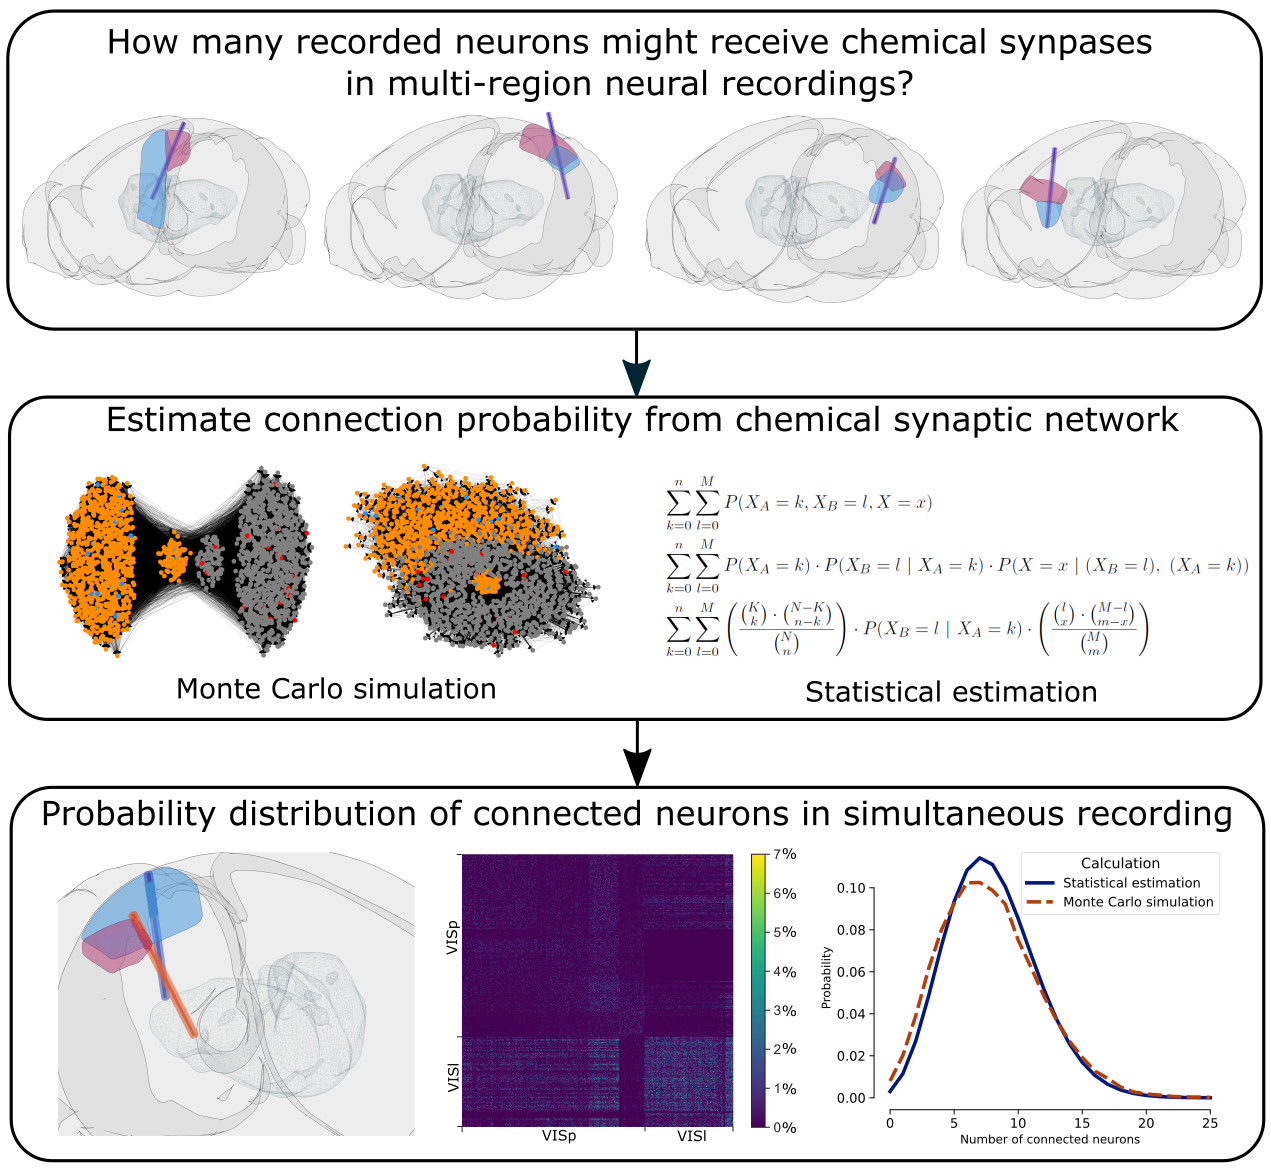 How many recorded neurons might receive chemical synpases
in multi-region neural recordings?
Estimate connection probability from chemical synaptic network
Monte Carlo simulation
\sum_{k=0}^{n} \sum_{l=0}^{M} P(X_A = k, X_B = l, X = x)
\sum_{k=0}^{n} \sum_{l=0}^{M} P(X_A = k) \cdot P(X_B = l \mid X_A = k) \cdot P(X = x \mid (X_B = l), (X_A = k))
\sum_{k=0}^{n} \sum_{l=0}^{M} \left( \frac{\binom{K}{k} \cdot \binom{N-K}{n-k}}{\binom{N}{n}} \right) \cdot P(X_B = l \mid X_A = k) \cdot \left( \frac{\binom{l}{x} \cdot \binom{M-l}{m-x}}{\binom{M}{m}} \right)
Statistical estimation
Probability distribution of connected neurons in simultaneous recording
VISp
VISl
VISp
VISl
7%
6%
5%
4%
3%
2%
1%
0%
Calculation
Statistical estimation
Monte Carlo simulation
Probability
0.10
0.08
0.06
0.04
0.02
0.00
0
5
10
15
20
25
Number of connected neurons